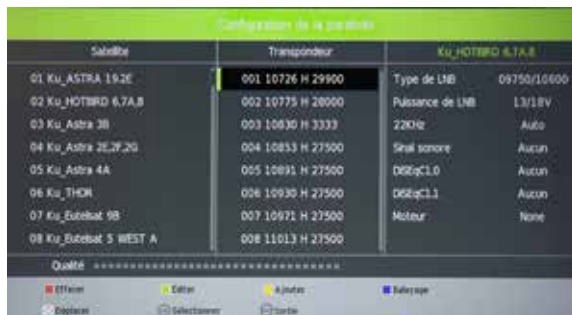 Configuration de la parabole
Satellite Transpondeur Ku_HOTBIRD 6,7A,8
01 Ku_ASTRA 19.2E 001 10726 H 29900 Type de LNB 09750/10600
02 Ku_HOTBIRD 6,7A,8 002 10775 H 28000 Puissance de LNB 13/18V
03 Ku_Astra 3B 003 10830 H 3333 22KHz Auto
04 Ku_Astra 2E,2F,2G 004 10853 H 27500 Sinal sonore Aucun
05 Ku_Astra 4A 005 10891 H 27500 DiSEqC1.0 Aucun
06 Ku_THOR 006 10930 H 27500 DiSEqC1.1 Aucun
07 Ku_Eutelsat 9B 007 10971 H 27500 Moteur None
08 Ku_Eutelsat 5 WEST A 008 11013 H 27500
Qualité
Effacer Editer Ajouter Balayage
Déplacer Sélectionner Sortie